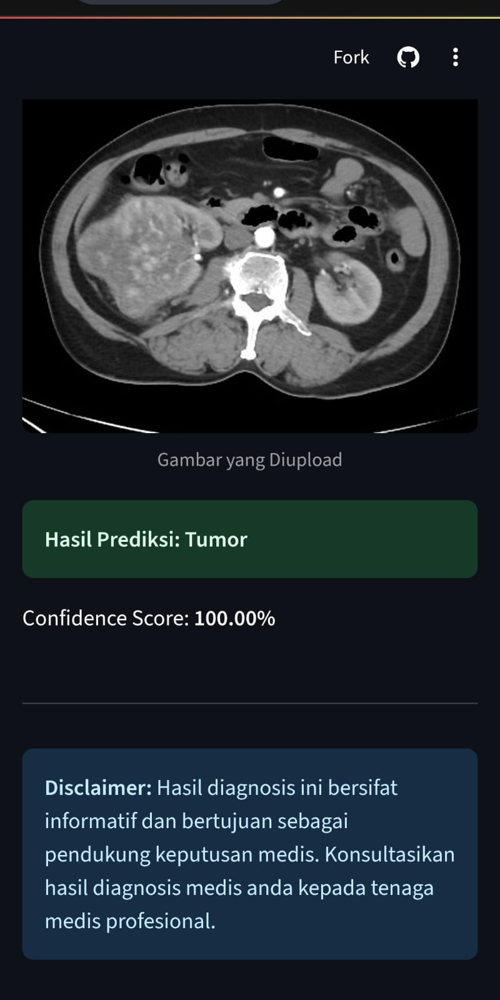 Fork
Gambar yang Diupload
Hasil Prediksi: Tumor
Confidence Score: 100.00%
Disclaimer: Hasil diagnosis ini bersifat
informatif dan bertujuan sebagai
pendukung keputusan medis. Konsultasikan
hasil diagnosis medis anda kepada tenaga
medis profesional.